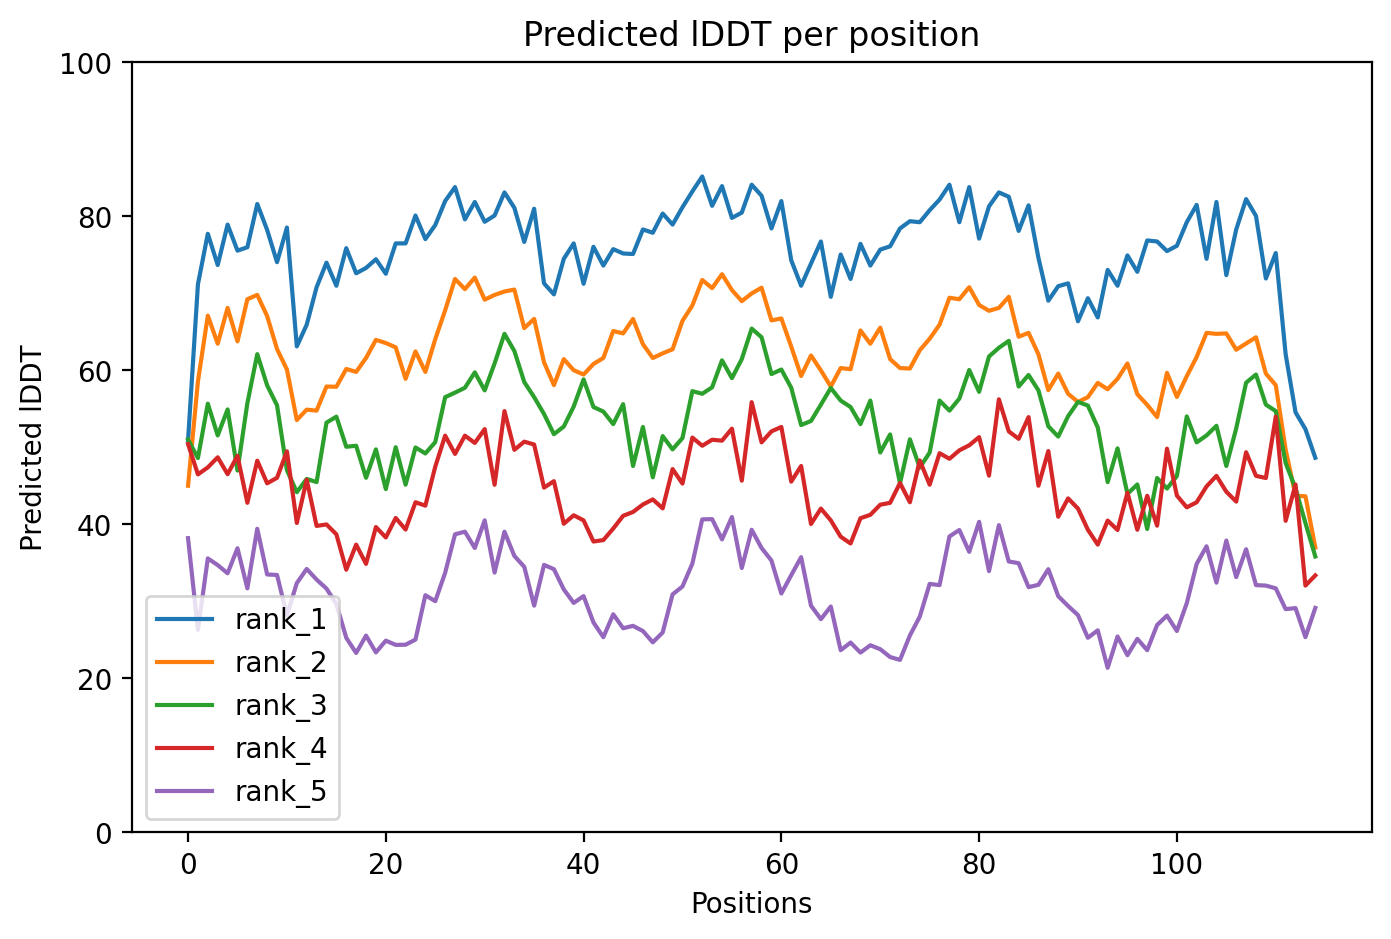 Predicted lDDT per position
100
80
60
40
20
0
Predicted lDDT
rank_1
rank_2
rank_3
rank_4
rank_5
0 20 40 60 80 100
Positions